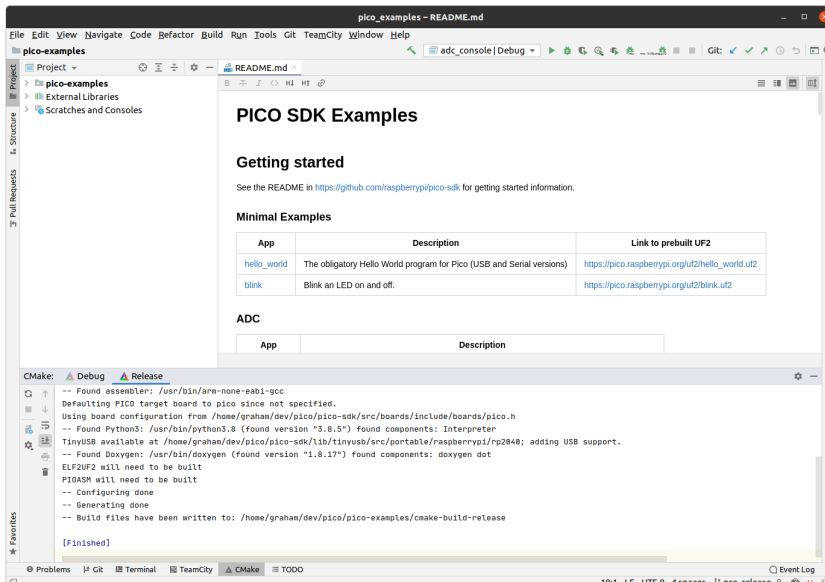 pico_examples – README.md
File Edit View Navigate Code Refactor Build Run Tools Git TeamCity Window Help
pico-examples
adc_console | Debug
Git:
Project
README.md
pico-examples
External Libraries
Scratches and Consoles
Project
Structure
Pull Requests
Favorites
PICO SDK Examples
Getting started
See the README in https://github.com/raspberrypi/pico-sdk for getting started information.
Minimal Examples
App Description Link to prebuilt UF2
hello_world The obligatory Hello World program for Pico (USB and Serial versions) https://pico.raspberrypi.org/uf2/hello_world.uf2
blink Blink an LED on and off. https://pico.raspberrypi.org/uf2/blink.uf2
ADC
App Description
CMake: Debug Release
-- Found assembler: /usr/bin/arm-none-eabi-gcc
Defaulting PICO target board to pico since not specified.
Using board configuration from /home/graham/dev/pico/pico-sdk/src/boards/include/boards/pico.h
-- Found Python3: /usr/bin/python3.8 (found version "3.8.5") found components: Interpreter
TinyUSB available at /home/graham/dev/pico/pico-sdk/lib/tinyusb/src/portable/raspberrypi/rp2040; adding USB support.
-- Found Doxygen: /usr/bin/doxygen (found version "1.8.17") found components: doxygen dot
ELF2UF2 will need to be built
PIOASM will need to be built
-- Configuring done
-- Generating done
-- Build files have been written to: /home/graham/dev/pico/pico-examples/cmake-build-release
[Finished]
Problems Git Terminal TeamCity CMake TODO Event Log